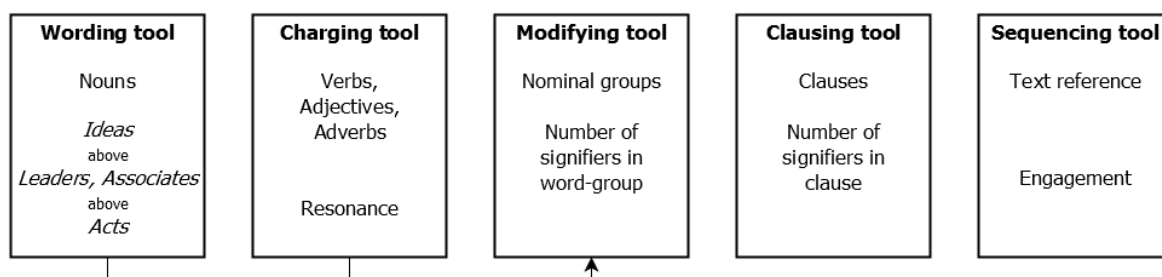 Wording tool
Nouns
Ideas
above
Leaders, Associates
above
Acts
Charging tool
Verbs,
Adjectives,
Adverbs
Resonance
Modifying tool
Nominal groups
Number of
signifiers in
word-group
Clausing tool
Clauses
Number of
signifiers in
clause
Sequencing tool
Text reference
Engagement